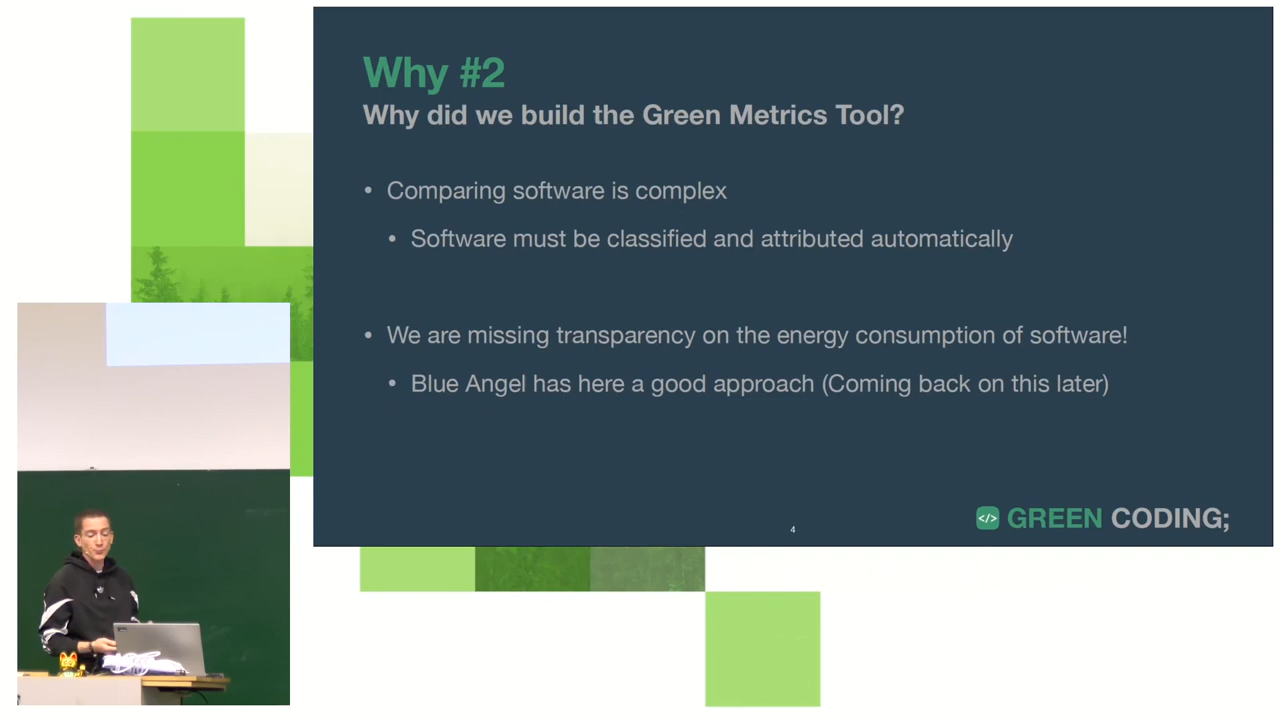 Why #2
Why did we build the Green Metrics Tool?
• Comparing software is complex
• Software must be classified and attributed automatically
• We are missing transparency on the energy consumption of software!
• Blue Angel has here a good approach (Coming back on this later)
4
</> GREEN CODING;